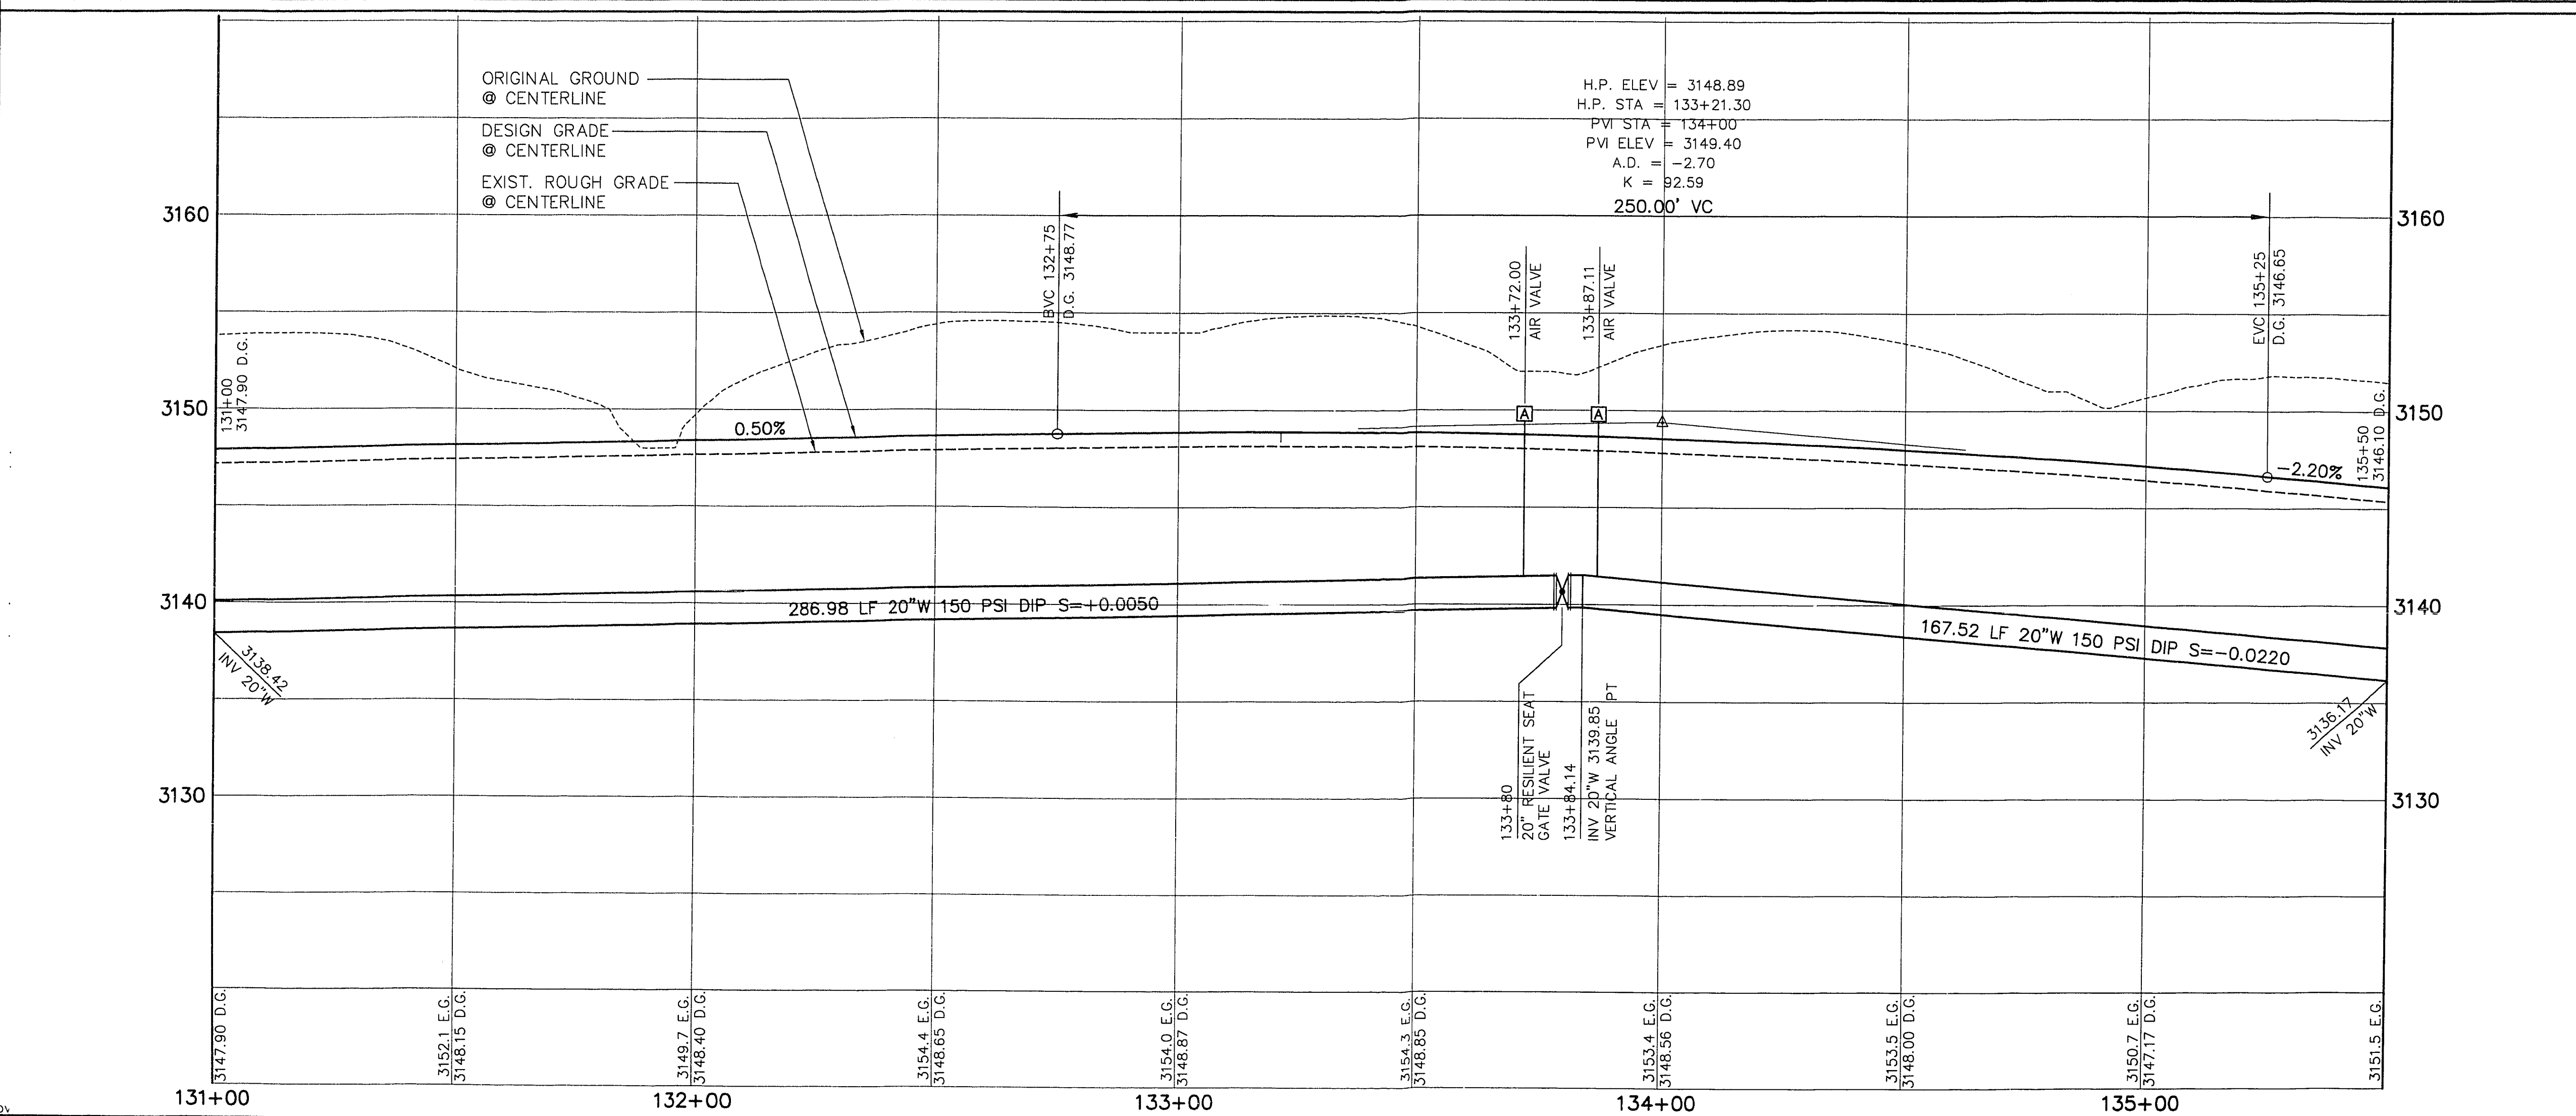 ORIGINAL GROUND
@ CENTERLINE
DESIGN GRADE
@ CENTERLINE
EXIST. ROUGH GRADE
@ CENTERLINE
H.P. ELEV = 3148.89
H.P. STA = 133+21.30
PVI STA = 134+00
PVI ELEV = 3149.40
A.D. = -2.70
K = 92.59
250.00' VC
3160
3160
BVC 132+75
D.G. 3148.77
133+72.00
AIR VALVE
133+87.11
AIR VALVE
EVC 135+25
D.G. 3146.65
131+00
3147.90 D.G.
3150
3150
A
A
0.50%
-2.20%
135+50
3146.10 D.G.
3140
3140
286.98 LF 20"W 150 PSI DIP S=+0.0050
167.52 LF 20"W 150 PSI DIP S=-0.0220
3138.42
INV 20"W
3136.17
INV 20"W
133+80
20" RESILIENT SEAT
GATE VALVE
133+84.14
INV 20"W 3139.85
VERTICAL ANGLE PT
3130
3130
3147.90 D.G.
3152.1 E.G.
3148.15 D.G.
3149.7 E.G.
3148.40 D.G.
3154.4 E.G.
3148.65 D.G.
3154.0 E.G.
3148.87 D.G.
3154.3 E.G.
3148.85 D.G.
3153.4 E.G.
3148.56 D.G.
3153.5 E.G.
3148.00 D.G.
3150.7 E.G.
3147.17 D.G.
3151.5 E.G.
131+00
132+00
133+00
134+00
135+00